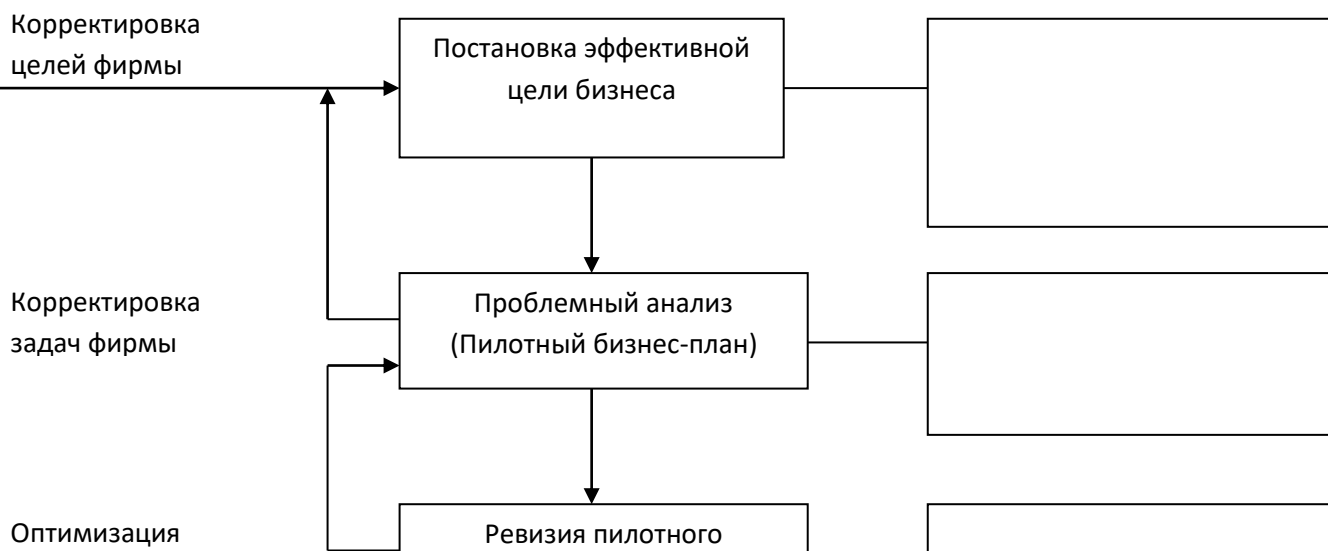 Корректировка
целей фирмы
Постановка эффективной
цели бизнеса
Корректировка
задач фирмы
Проблемный анализ
(Пилотный бизнес-план)
Оптимизация
Ревизия пилотного